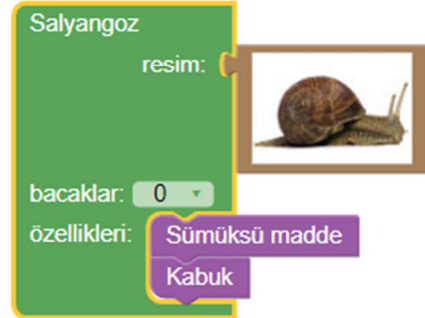 Salyangoz
resim:
bacaklar: 0
özellikleri: Sümüksü madde
Kabuk